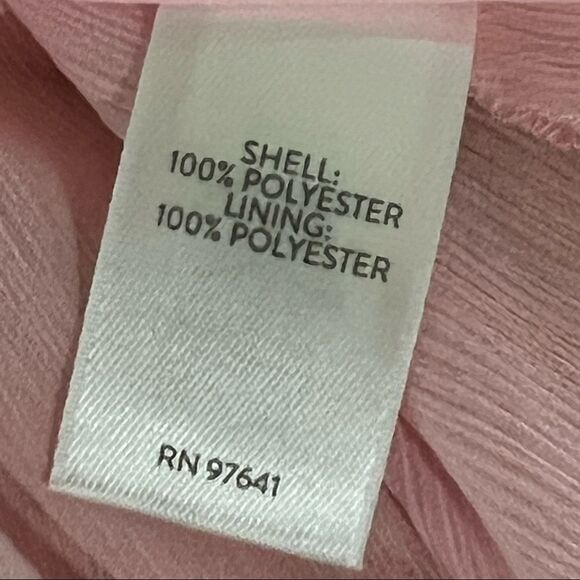 SHELL:
100% POLYESTER
LINING:
100% POLYESTER
RN 97641